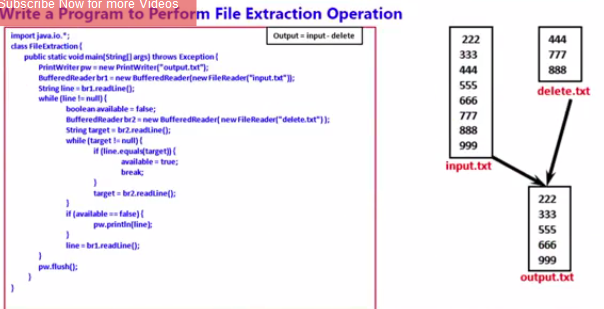 Subscribe Now for more Videos
Write a Program to Perform File Extraction Operation
import java.io.*;
class FileExtraction {
public static void main(String[] args) throws Exception {
PrintWriter pw = new PrintWriter("output.txt");
BufferedReader br1 = new BufferedReader(new FileReader("input.txt"));
String line = br1.readLine();
while (line != null) {
boolean available = false;
BufferedReader br2 = new BufferedReader( new FileReader("delete.txt") );
String target = br2.readLine();
while (target != null) {
if (line.equals(target)) {
available = true;
break;
}
target = br2.readLine();
}
if (available == false) {
pw.println(line);
}
line = br1.readLine();
}
pw.flush();
}
}
Output = input - delete
222
333
444
555
666
777
888
999
input.txt
444
777
888
delete.txt
222
333
555
666
999
output.txt